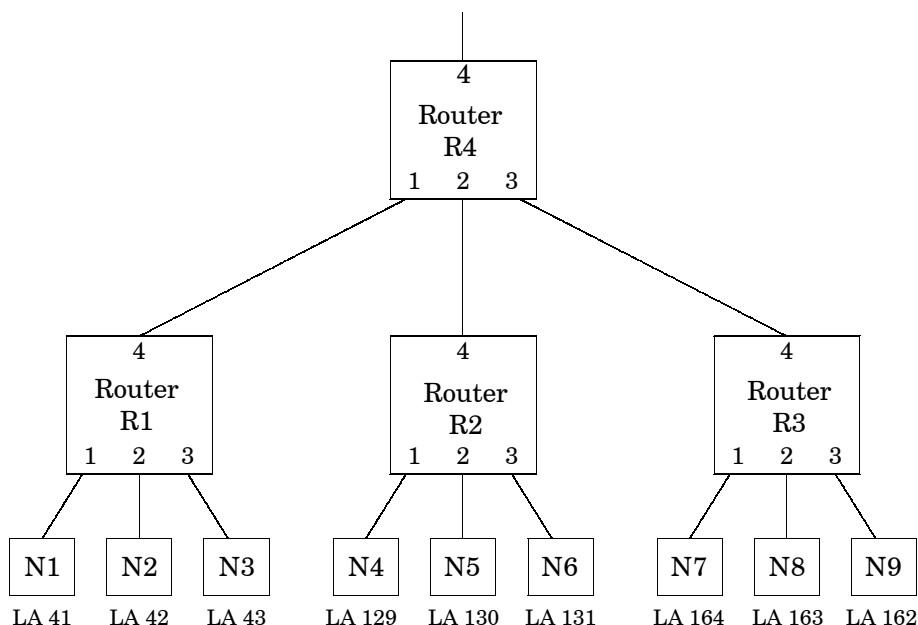 4
Router
R4
1 2 3
4 4 4
Router Router Router
R1 R2 R3
1 2 3 1 2 3 1 2 3
N1 N2 N3 N4 N5 N6 N7 N8 N9
LA 41 LA 42 LA 43 LA 129 LA 130 LA 131 LA 164 LA 163 LA 162